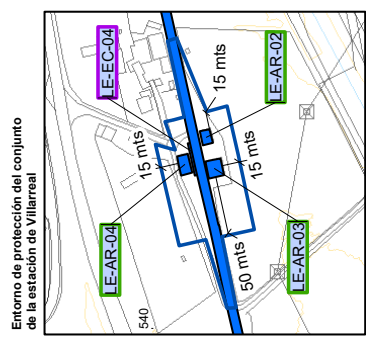 Entorno de protección del conjunto
de la estación de Villarreal
LE-EC-04
LE-AR-02
15 mts
15 mts
LE-AR-04
15 mts
50 mts
LE-AR-03
540